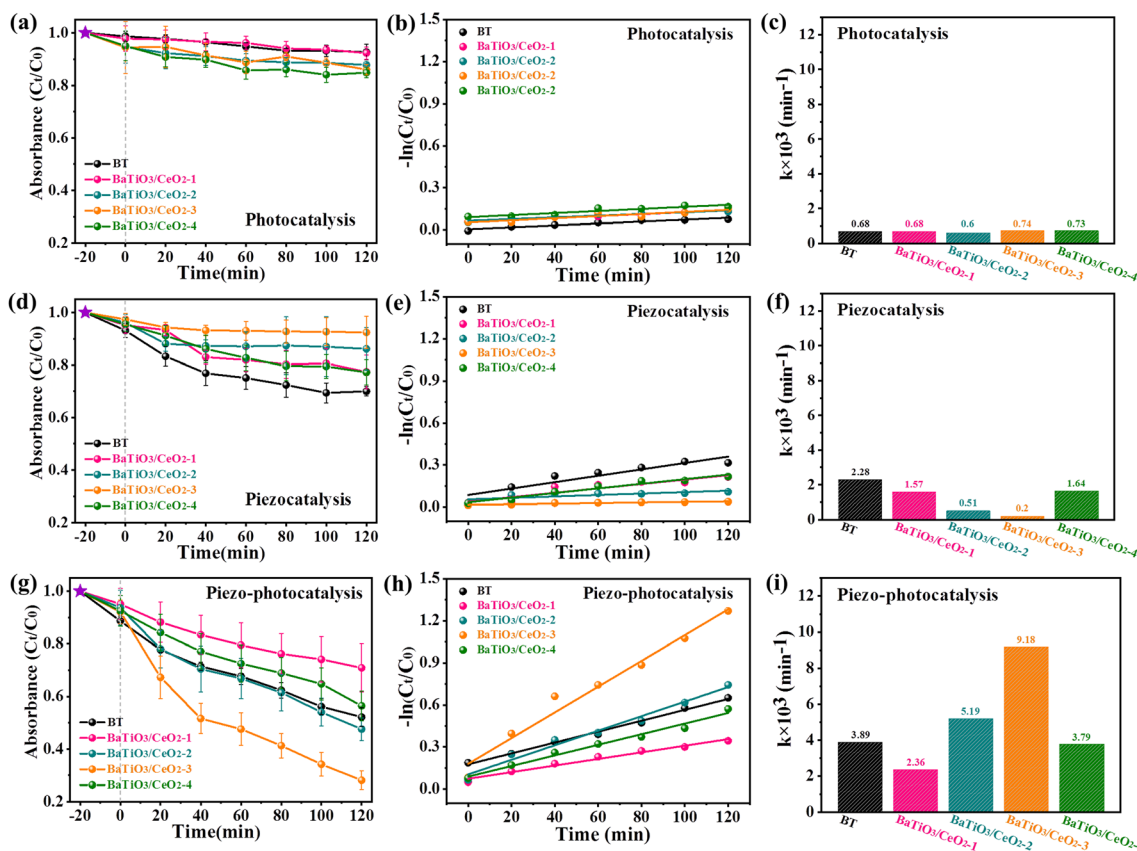 (a)
Absorbance (Ct/C0)
1.0
0.8
0.6
0.4
0.2
BT
BaTiO3/CeO2-1
BaTiO3/CeO2-2
BaTiO3/CeO2-3
BaTiO3/CeO2-4
Photocatalysis
-20 0 20 40 60 80 100 120
Time(min)
(b)
-ln(Ct/C0)
1.5
1.2
0.9
0.6
0.3
0.0
BT
BaTiO3/CeO2-1
BaTiO3/CeO2-2
BaTiO3/CeO2-2
BaTiO3/CeO2-2
Photocatalysis
0 20 40 60 80 100 120
Time (min)
(c)
k×10³ (min⁻¹)
12
10
8
6
4
2
0
Photocatalysis
0.68 0.68 0.6 0.74 0.73
BT BaTiO3/CeO2-1 BaTiO3/CeO2-2 BaTiO3/CeO2-3 BaTiO3/CeO2-4
(d)
Absorbance (Ct/C0)
1.0
0.8
0.6
0.4
0.2
BT
BaTiO3/CeO2-1
BaTiO3/CeO2-2
BaTiO3/CeO2-3
BaTiO3/CeO2-4
Piezocatalysis
-20 0 20 40 60 80 100 120
Time(min)
(e)
-ln(Ct/C0)
1.5
1.2
0.9
0.6
0.3
0.0
BT
BaTiO3/CeO2-1
BaTiO3/CeO2-2
BaTiO3/CeO2-3
BaTiO3/CeO2-4
Piezocatalysis
0 20 40 60 80 100 120
Time (min)
(f)
k×10³ (min⁻¹)
12
10
8
6
4
2
0
Piezocatalysis
2.28 1.57 0.51 0.2 1.64
BT BaTiO3/CeO2-1 BaTiO3/CeO2-2 BaTiO3/CeO2-3 BaTiO3/CeO2-4
(g)
Absorbance (Ct/C0)
1.0
0.8
0.6
0.4
0.2
Piezo-photocatalysis
BT
BaTiO3/CeO2-1
BaTiO3/CeO2-2
BaTiO3/CeO2-3
BaTiO3/CeO2-4
-20 0 20 40 60 80 100 120
Time(min)
(h)
-ln(Ct/C0)
1.5
1.2
0.9
0.6
0.3
0.0
BT
BaTiO3/CeO2-1
BaTiO3/CeO2-2
BaTiO3/CeO2-3
BaTiO3/CeO2-4
Piezo-photocatalysis
0 20 40 60 80 100 120
Time (min)
(i)
k×10³ (min⁻¹)
12
10
8
6
4
2
0
Piezo-photocatalysis
3.89 2.36 5.19 9.18 3.79
BT BaTiO3/CeO2-1 BaTiO3/CeO2-2 BaTiO3/CeO2-3 BaTiO3/CeO2-